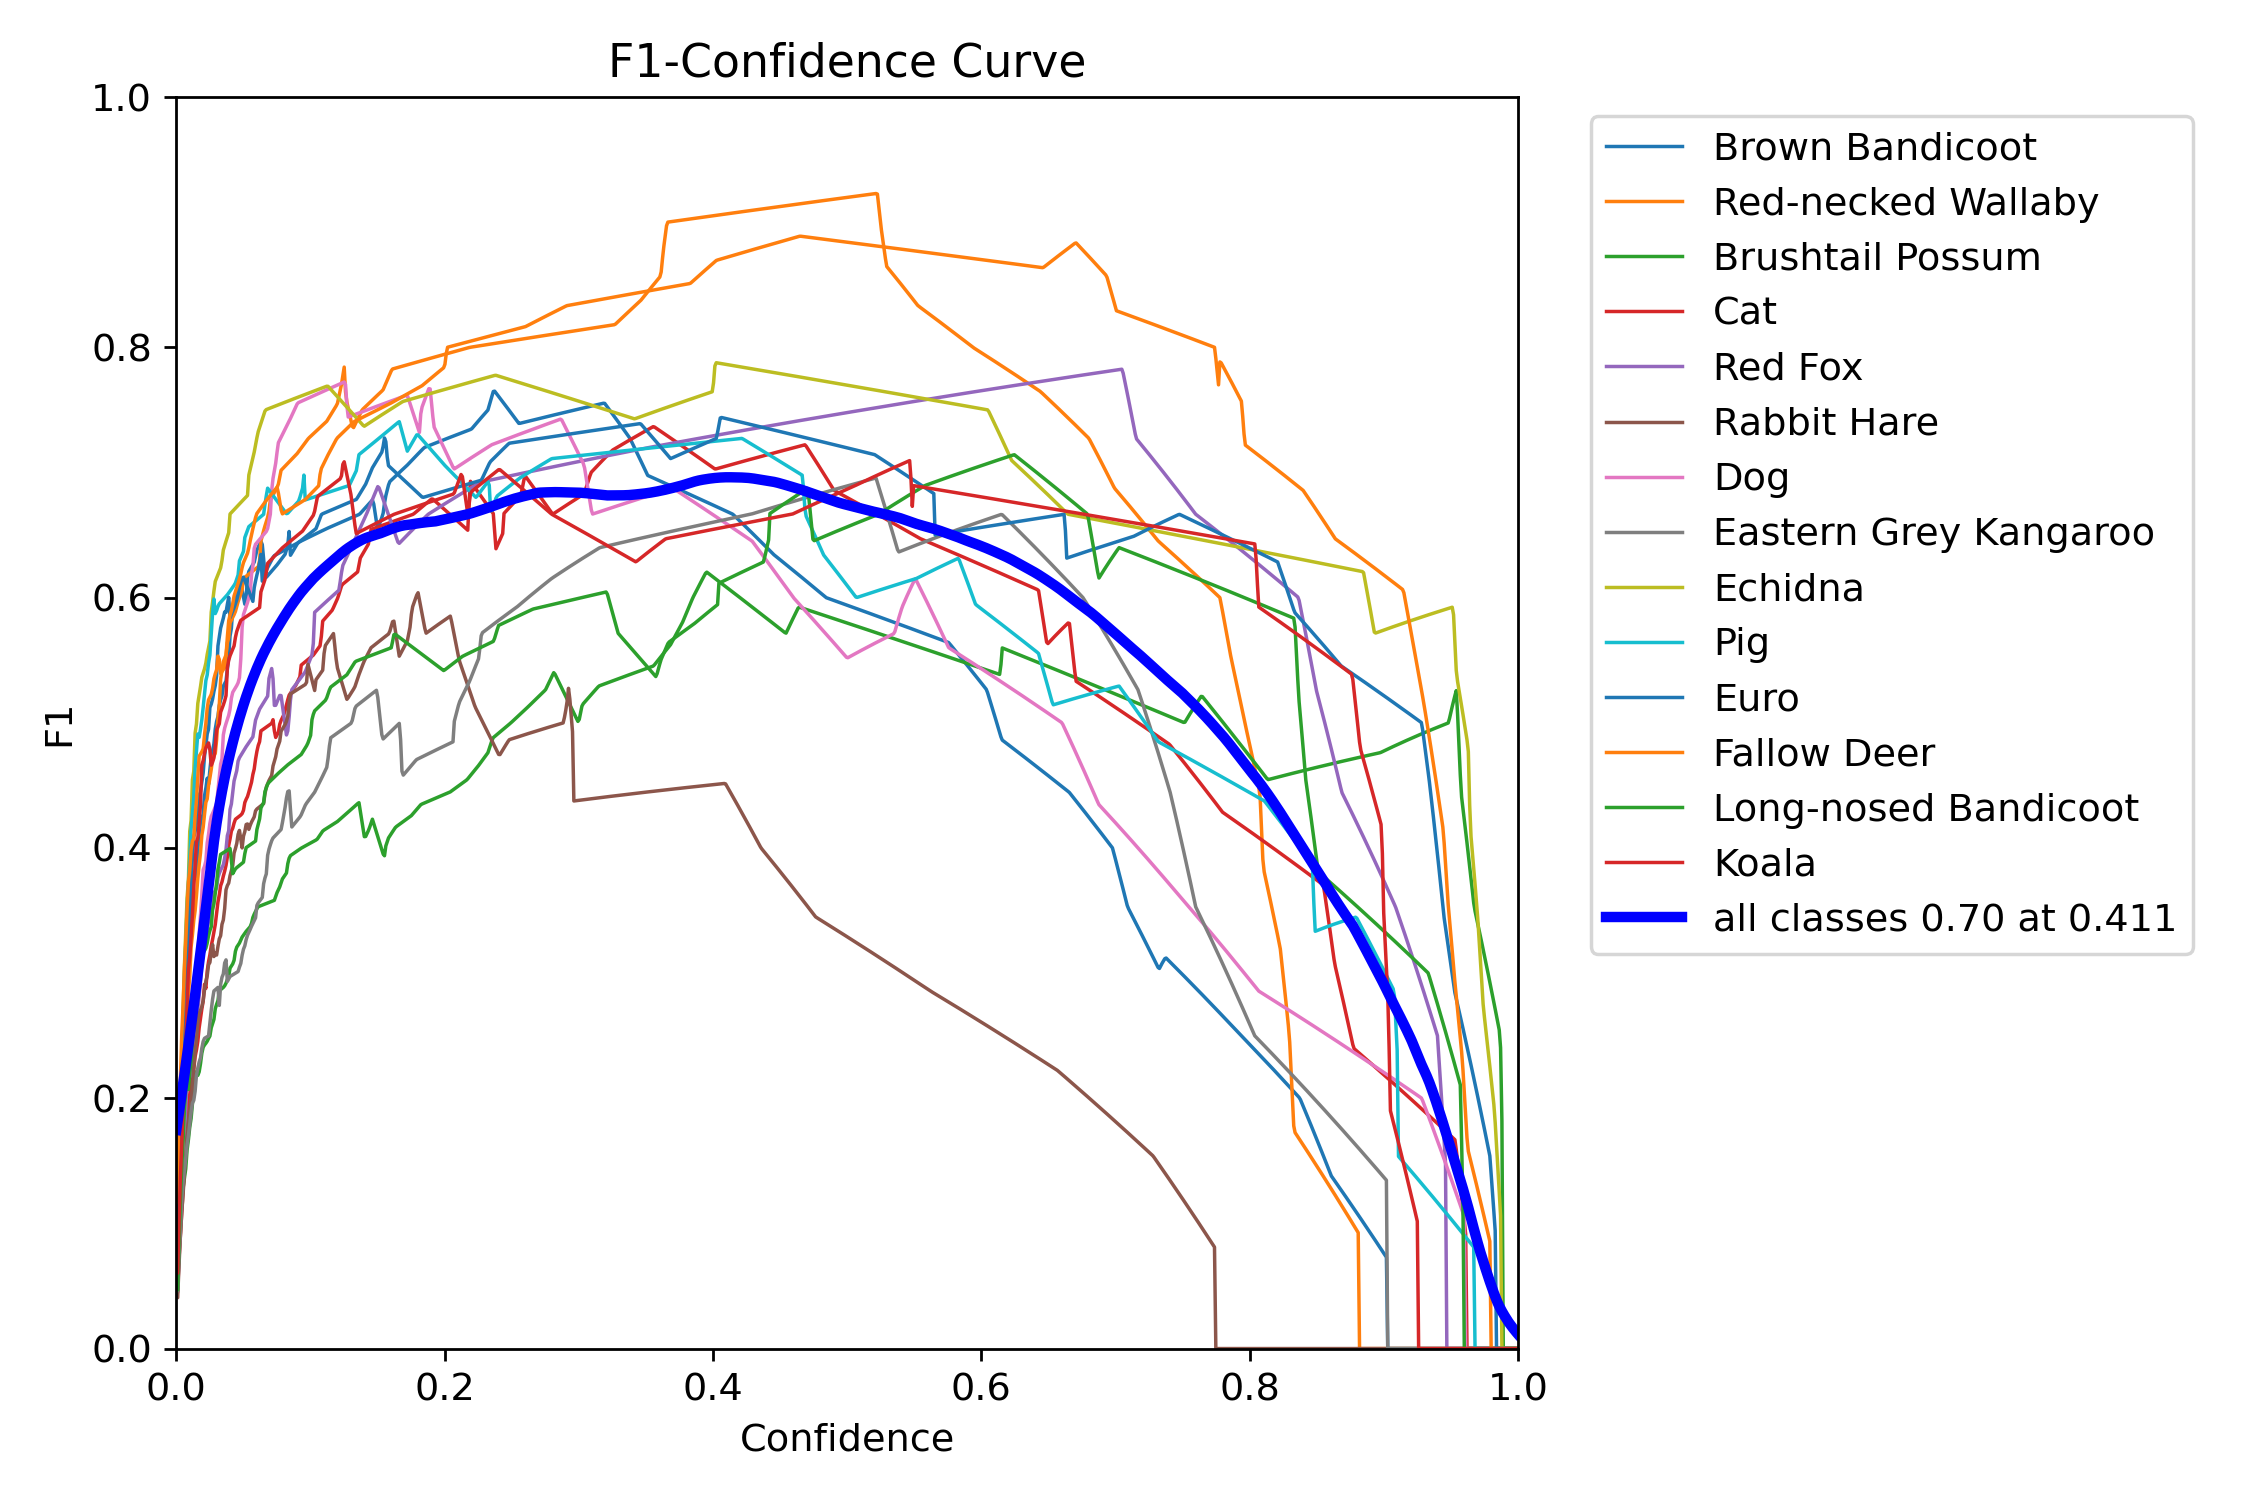 F1-Confidence Curve
1.0
0.8
0.6
0.4
0.2
0.0
F1
0.0 0.2 0.4 0.6 0.8 1.0
Confidence
Brown Bandicoot
Red-necked Wallaby
Brushtail Possum
Cat
Red Fox
Rabbit Hare
Dog
Eastern Grey Kangaroo
Echidna
Pig
Euro
Fallow Deer
Long-nosed Bandicoot
Koala
all classes 0.70 at 0.411